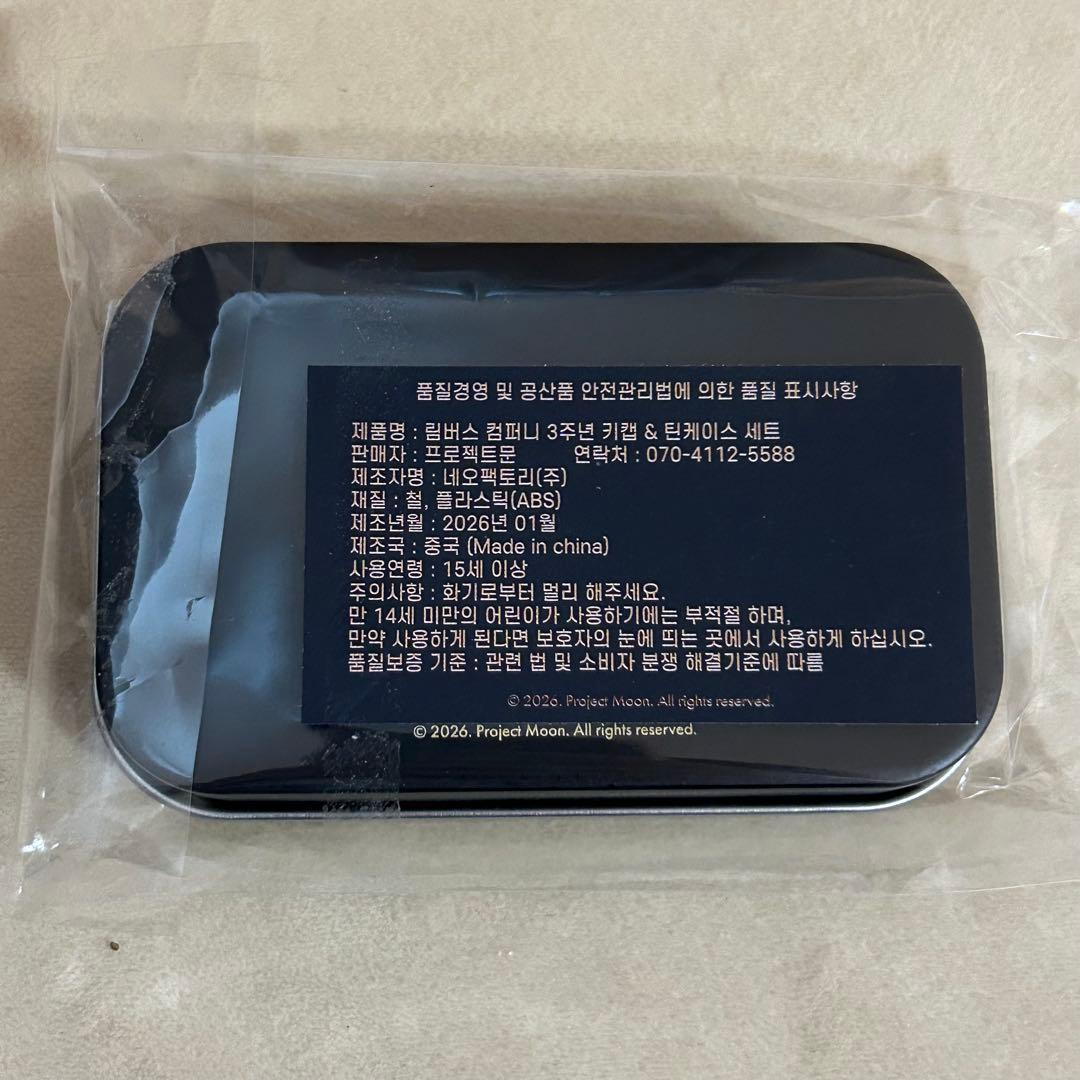 품질경영 및 공산품 안전관리법에 의한 품질 표시사항
제품명 : 림버스 컴퍼니 3주년 키캡 & 틴케이스 세트
판매자 : 프로젝트문 연락처 : 070-4112-5588
제조자명 : 네오팩토리(주)
재질 : 철, 플라스틱(ABS)
제조년월 : 2026년 01월
제조국 : 중국 (Made in china)
사용연령 : 15세 이상
주의사항 : 화기로부터 멀리 해주세요.
만 14세 미만의 어린이가 사용하기에는 부적절 하며,
만약 사용하게 된다면 보호자의 눈에 띄는 곳에서 사용하게 하십시오.
품질보증 기준 : 관련 법 및 소비자 분쟁 해결기준에 따름
© 2026. Project Moon. All rights reserved.
© 2026. Project Moon. All rights reserved.